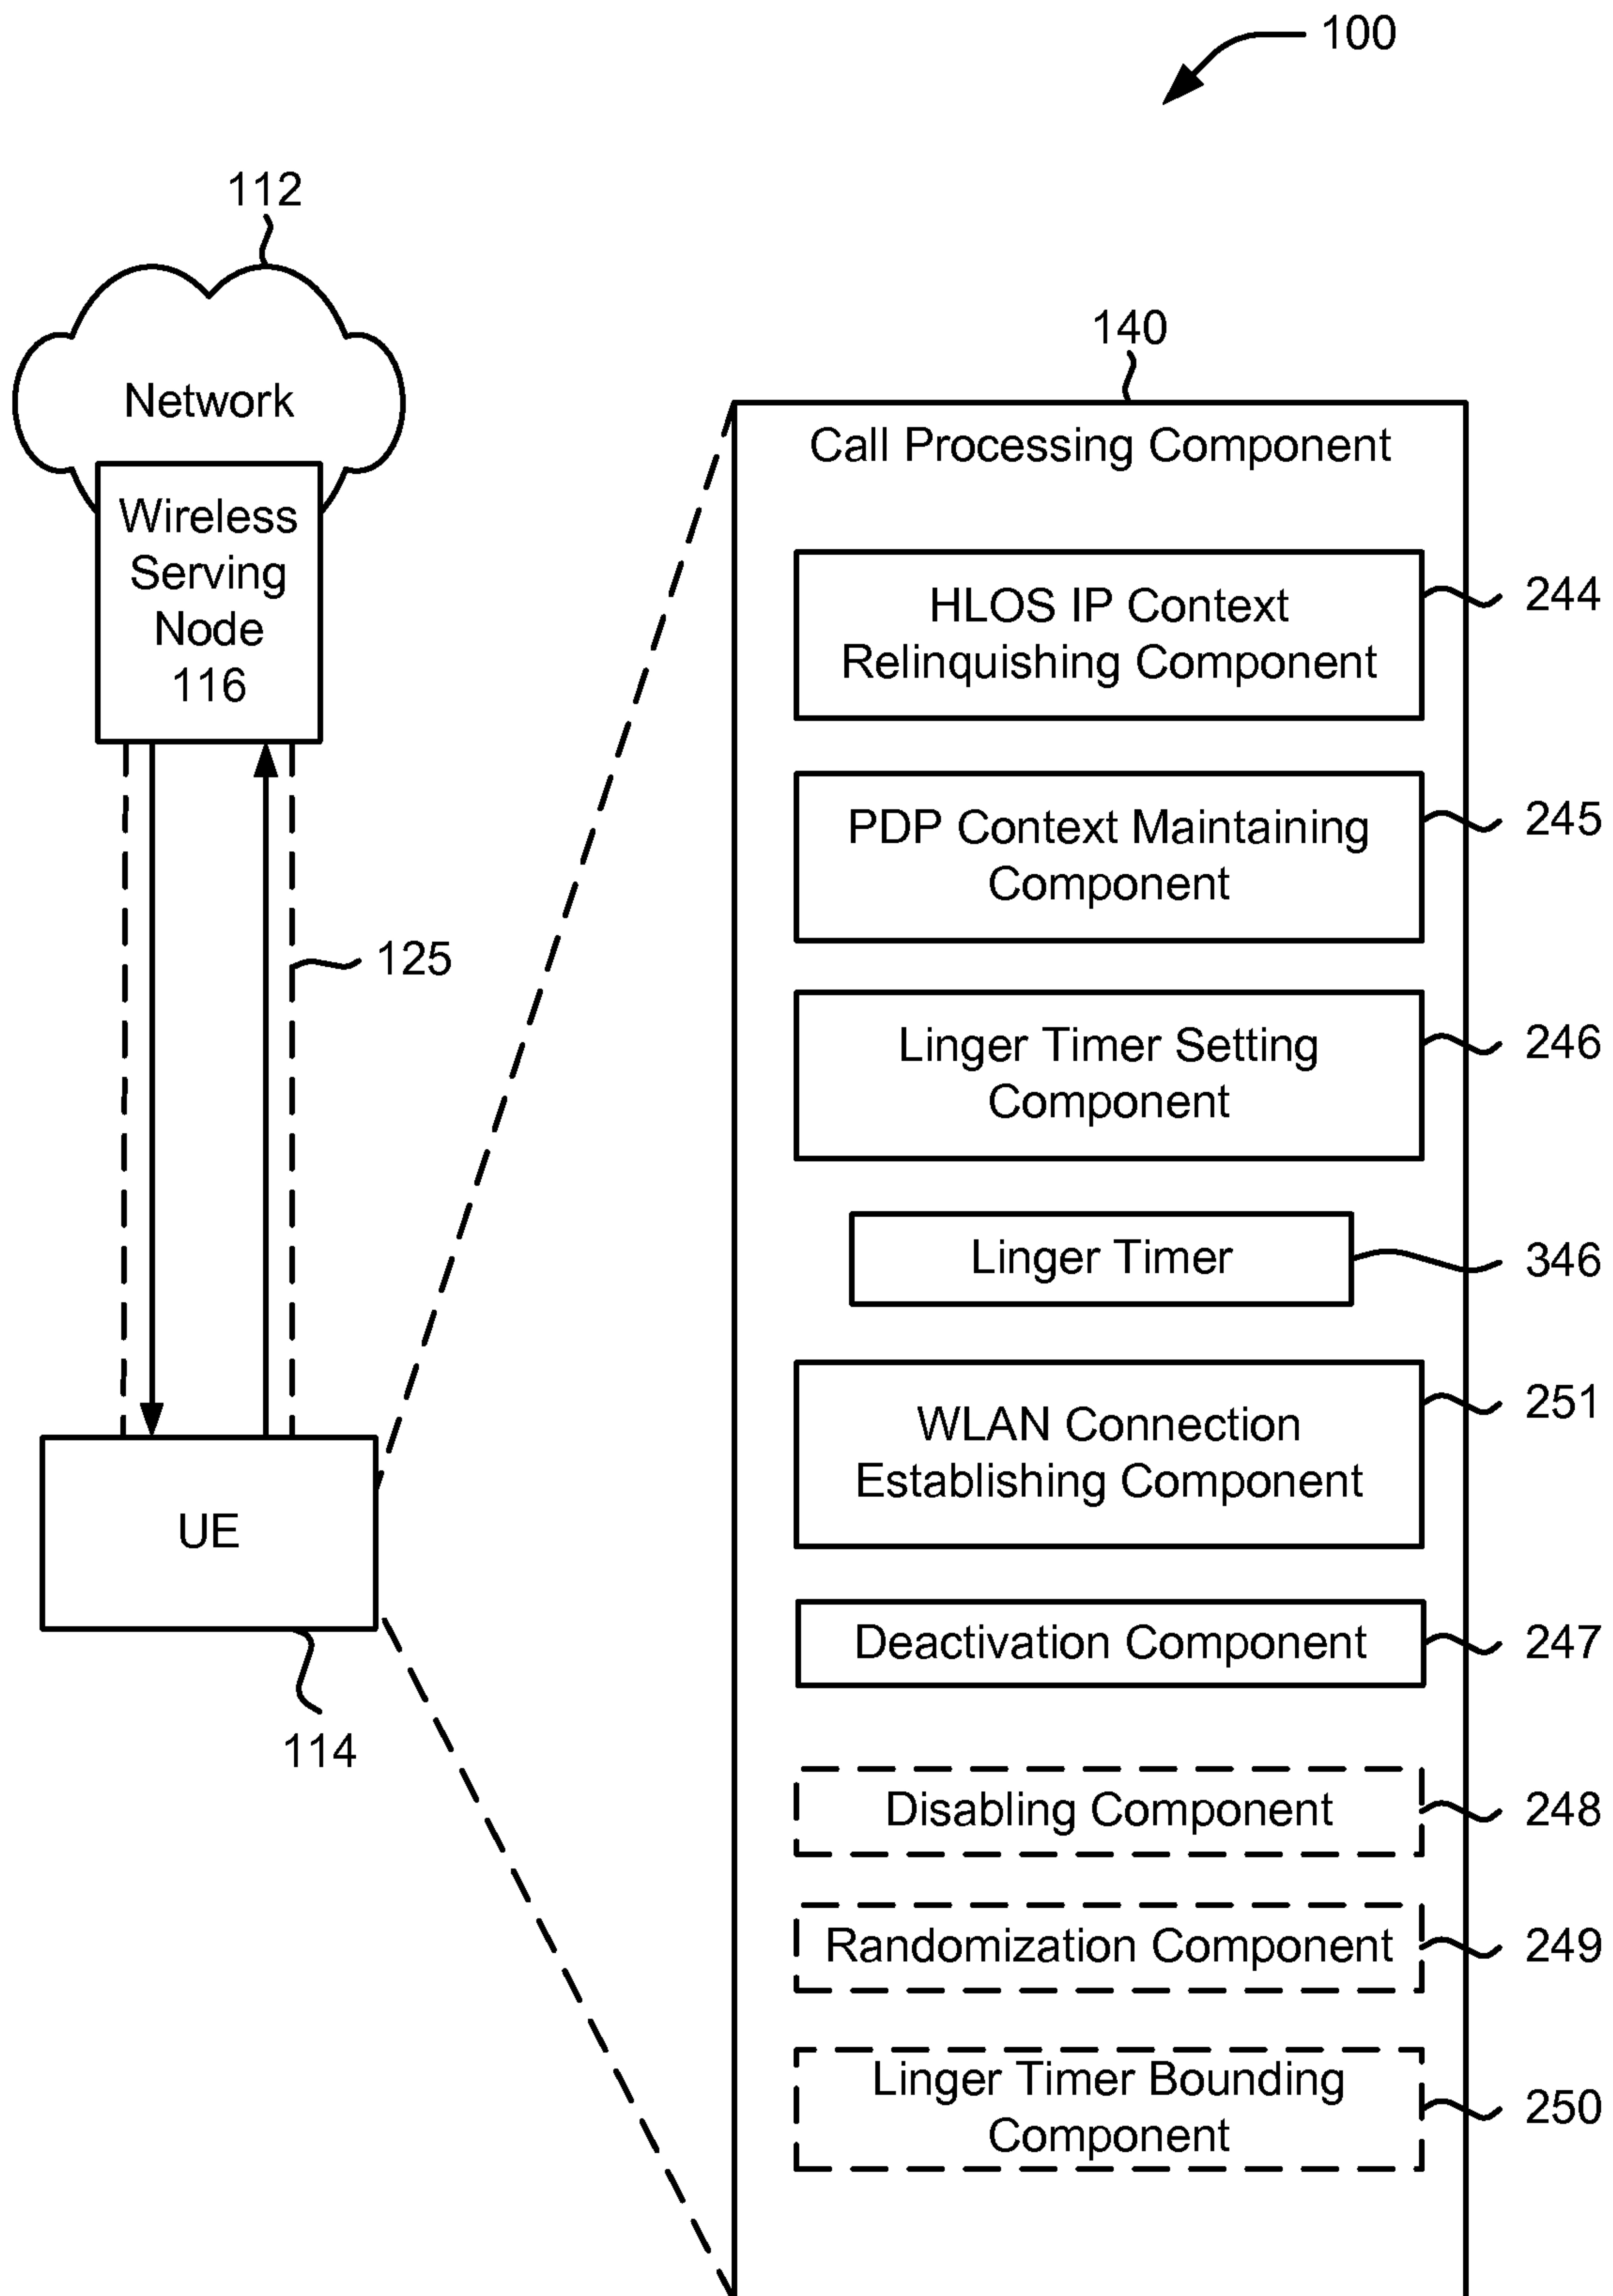 100
112
Network
Wireless
Serving
Node
116
125
UE
114
140
Call Processing Component
HLOS IP Context
Relinquishing Component
244
PDP Context Maintaining
Component
245
Linger Timer Setting
Component
246
Linger Timer
346
WLAN Connection
Establishing Component
251
Deactivation Component
247
Disabling Component
248
Randomization Component
249
Linger Timer Bounding
Component
250